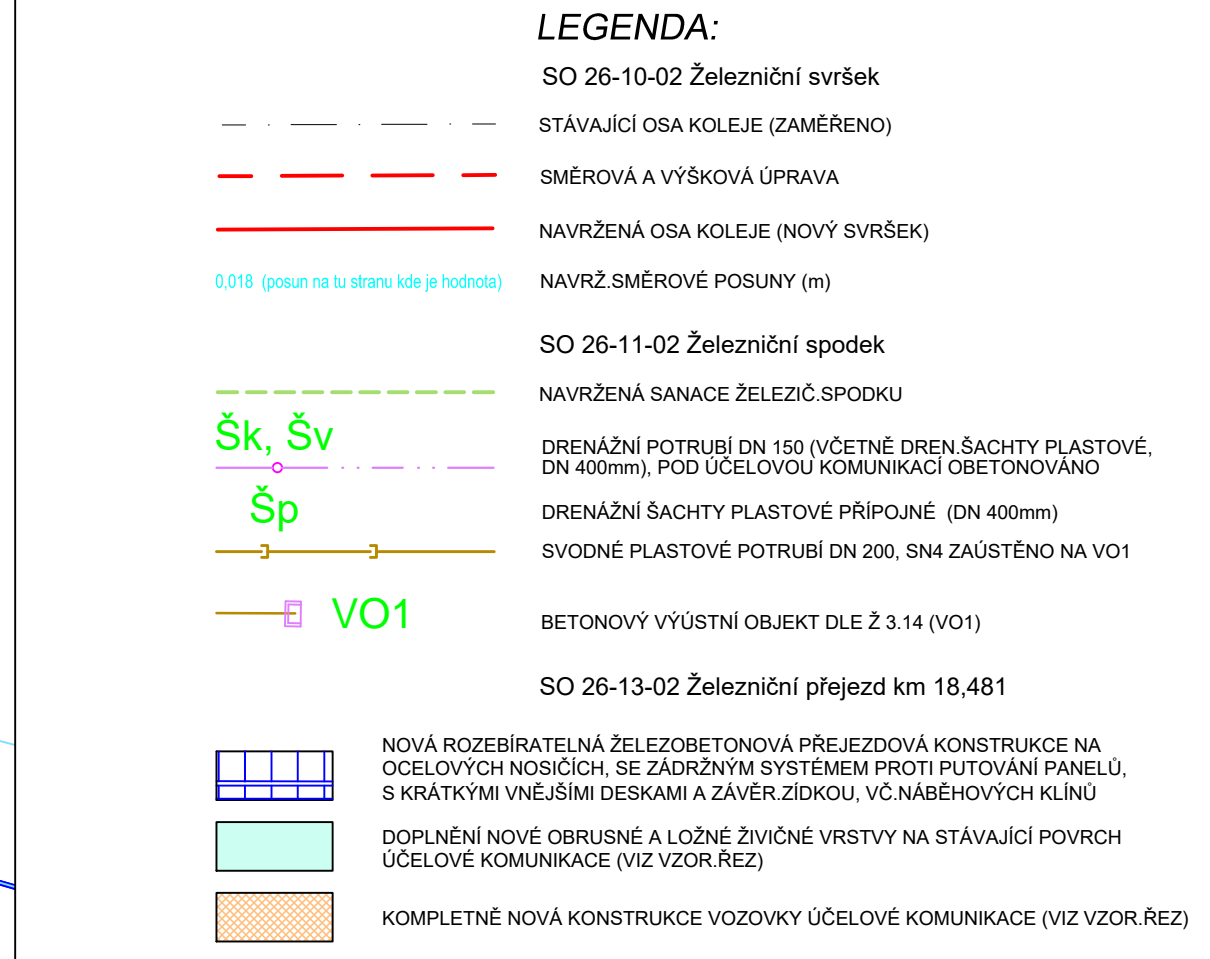 LEGENDA:
SO 26-10-02 Železniční svršek
STÁVAJÍCÍ OSA KOLEJE (ZAMĚŘENO)
SMĚROVÁ A VÝŠKOVÁ ÚPRAVA
NAVRŽENÁ OSA KOLEJE (NOVÝ SVRŠEK)
0,018 (posun na tu stranu kde je hodnota)
NAVRŽ.SMĚROVÉ POSUNY (m)
SO 26-11-02 Železniční spodek
NAVRŽENÁ SANACE ŽELEZIČ.SPODKU
Šk, Šv
DRENÁŽNÍ POTRUBÍ DN 150 (VČETNĚ DREN.ŠACHTY PLASTOVÉ,
DN 400mm), POD ÚČELOVOU KOMUNIKACÍ OBETONOVÁNO
Šp
DRENÁŽNÍ ŠACHTY PLASTOVÉ PŘÍPOJNÉ (DN 400mm)
SVODNÉ PLASTOVÉ POTRUBÍ DN 200, SN4 ZAÚSTĚNO NA VO1
VO1
BETONOVÝ VÝÚSTNÍ OBJEKT DLE Ž 3.14 (VO1)
SO 26-13-02 Železniční přejezd km 18,481
NOVÁ ROZEBÍRATELNÁ ŽELEZOBETONOVÁ PŘEJEZDOVÁ KONSTRUKCE NA
OCELOVÝCH NOSIČÍCH, SE ZÁDRŽNÝM SYSTÉMEM PROTI PUTOVÁNÍ PANELŮ,
S KRÁTKÝMI VNĚJŠÍMI DESKAMI A ZÁVĚR.ZÍDKOU, VČ.NÁBĚHOVÝCH KLÍNŮ
DOPLNĚNÍ NOVÉ OBRUSNÉ A LOŽNÉ ŽIVIČNÉ VRSTVY NA STÁVAJÍCÍ POVRCH
ÚČELOVÉ KOMUNIKACE (VIZ VZOR.ŘEZ)
KOMPLETNĚ NOVÁ KONSTRUKCE VOZOVKY ÚČELOVÉ KOMUNIKACE (VIZ VZOR.ŘEZ)